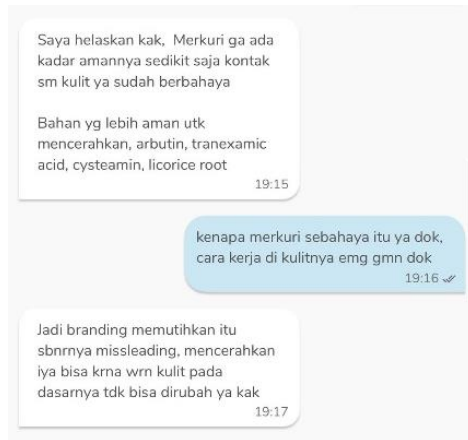 Saya helaskan kak,  Merkuri ga ada
kadar amannya sedikit saja kontak
sm kulit ya sudah berbahaya
Bahan yg lebih aman utk
mencerahkan, arbutin, tranexamic
acid, cysteamin, licorice root
19:15
kenapa merkuri sebahaya itu ya dok,
cara kerja di kulitnya emg gmn dok
19:16
Jadi branding memutihkan itu
sbnrnya missleading, mencerahkan
iya bisa krna wrn kulit pada
dasarnya tdk bisa dirubah ya kak
19:17